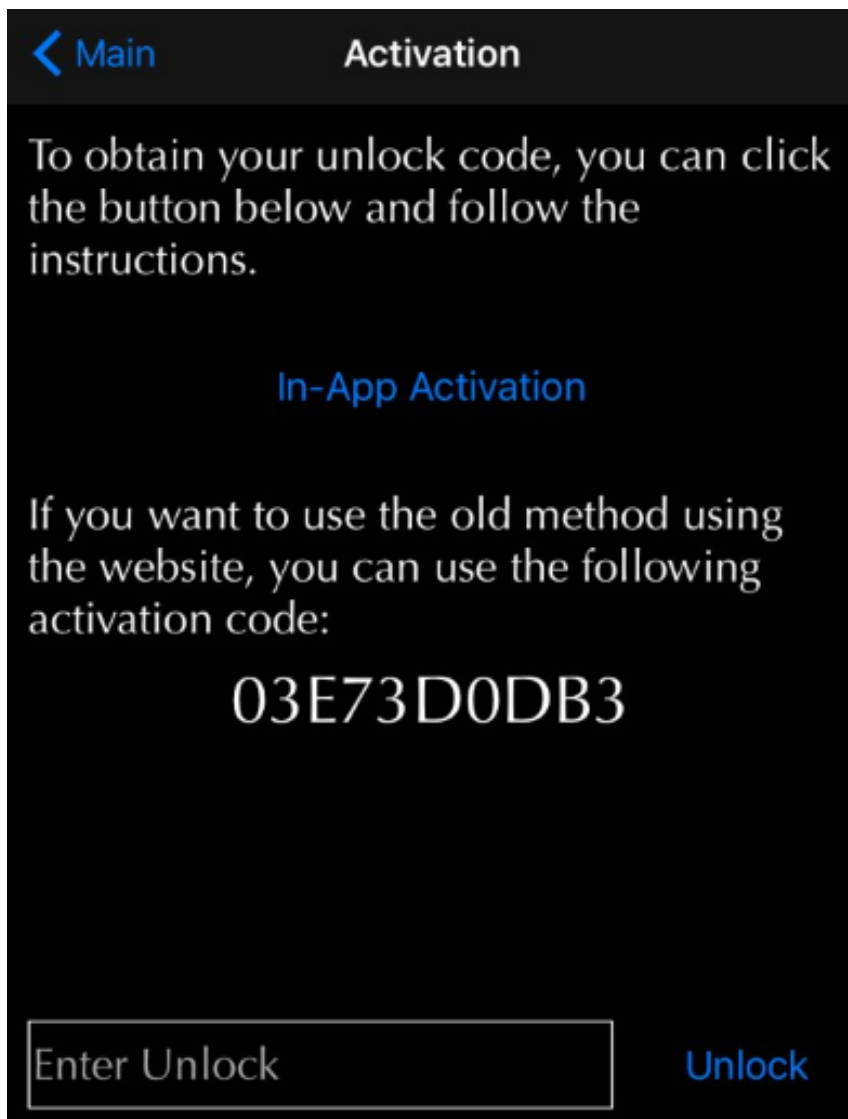 Main
Activation
To obtain your unlock code, you can click
the button below and follow the
instructions.
In-App Activation
If you want to use the old method using
the website, you can use the following
activation code:
03E73D0DB3
Enter Unlock
Unlock